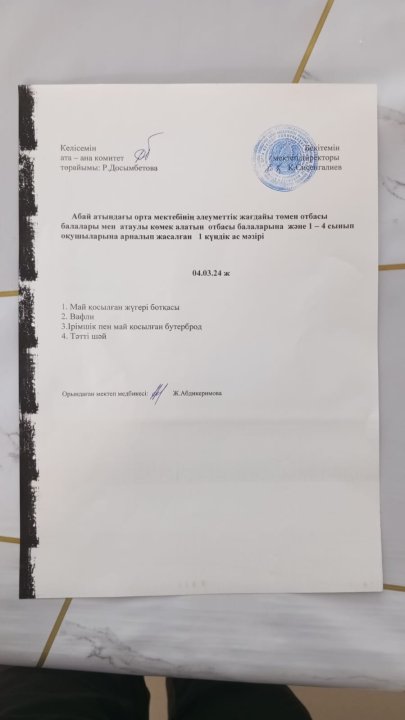 Келісемін
Бекітемін
ата – ана комитет
мектеп директоры
төрайымы: Р.Досымбетова
Қ.Сисенғалиев
Абай атындағы орта мектебінің әлеуметтік жағдайы төмен отбасы
балалары мен атаулы көмек алатын отбасы балаларына және 1 – 4 сынып
оқушыларына арналып жасалған 1 күндік ас мәзірі
04.03.24 ж
1. Май қосылған жүгері ботқасы
2. Вафли
3.Ірімшік пен май қосылған бутерброд
4. Тәтті шәй
Орындаған мектеп медбикесі:
Ж.Абдикеримова